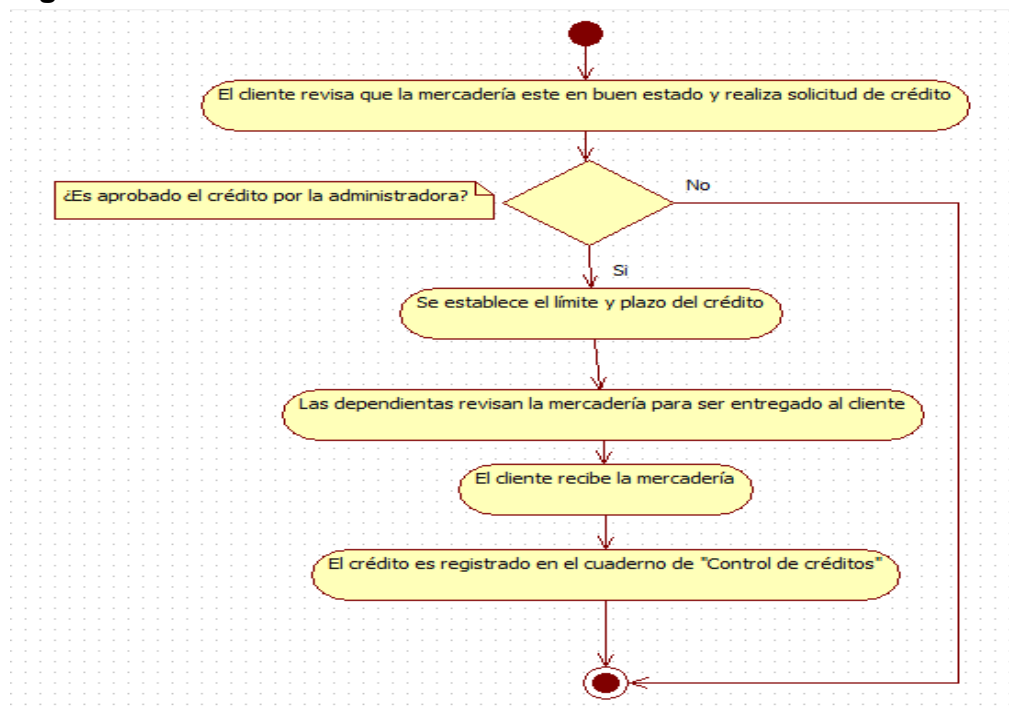 El cliente revisa que la mercadería este en buen estado y realiza solicitud de crédito
¿Es aprobado el crédito por la administradora?
No
Si
Se establece el límite y plazo del crédito
Las dependientas revisan la mercadería para ser entregado al cliente
El cliente recibe la mercadería
El crédito es registrado en el cuaderno de "Control de créditos"